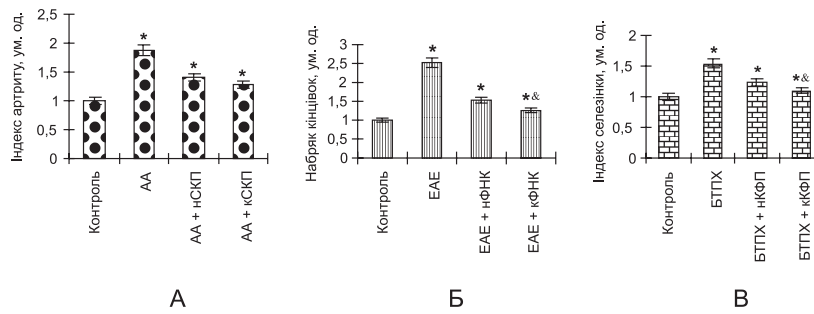 Індекс артриту, ум. од.
2,5
2
1,5
1
0,5
0
*
*
*
Контроль
АА
АА + нСКП
АА + кСКП
А
Набряк кінцівок, ум. од.
3
2,5
2
1,5
1
0,5
0
*
*
*&
Контроль
ЕАЕ
ЕАЕ + нФНК
ЕАЕ + кФНК
Б
Індекс селезінки, ум. од.
2
1,5
1
0,5
0
*
*
*&
Контроль
БТПХ
БТПХ + нКФП
БТПХ + кКФП
В